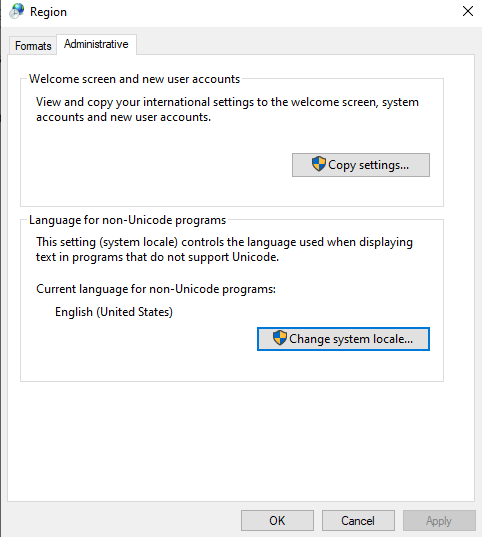 Region
Formats
Administrative
Welcome screen and new user accounts
View and copy your international settings to the welcome screen, system
accounts and new user accounts.
Copy settings...
Language for non-Unicode programs
This setting (system locale) controls the language used when displaying
text in programs that do not support Unicode.
Current language for non-Unicode programs:
English (United States)
Change system locale...
OK
Cancel
Apply